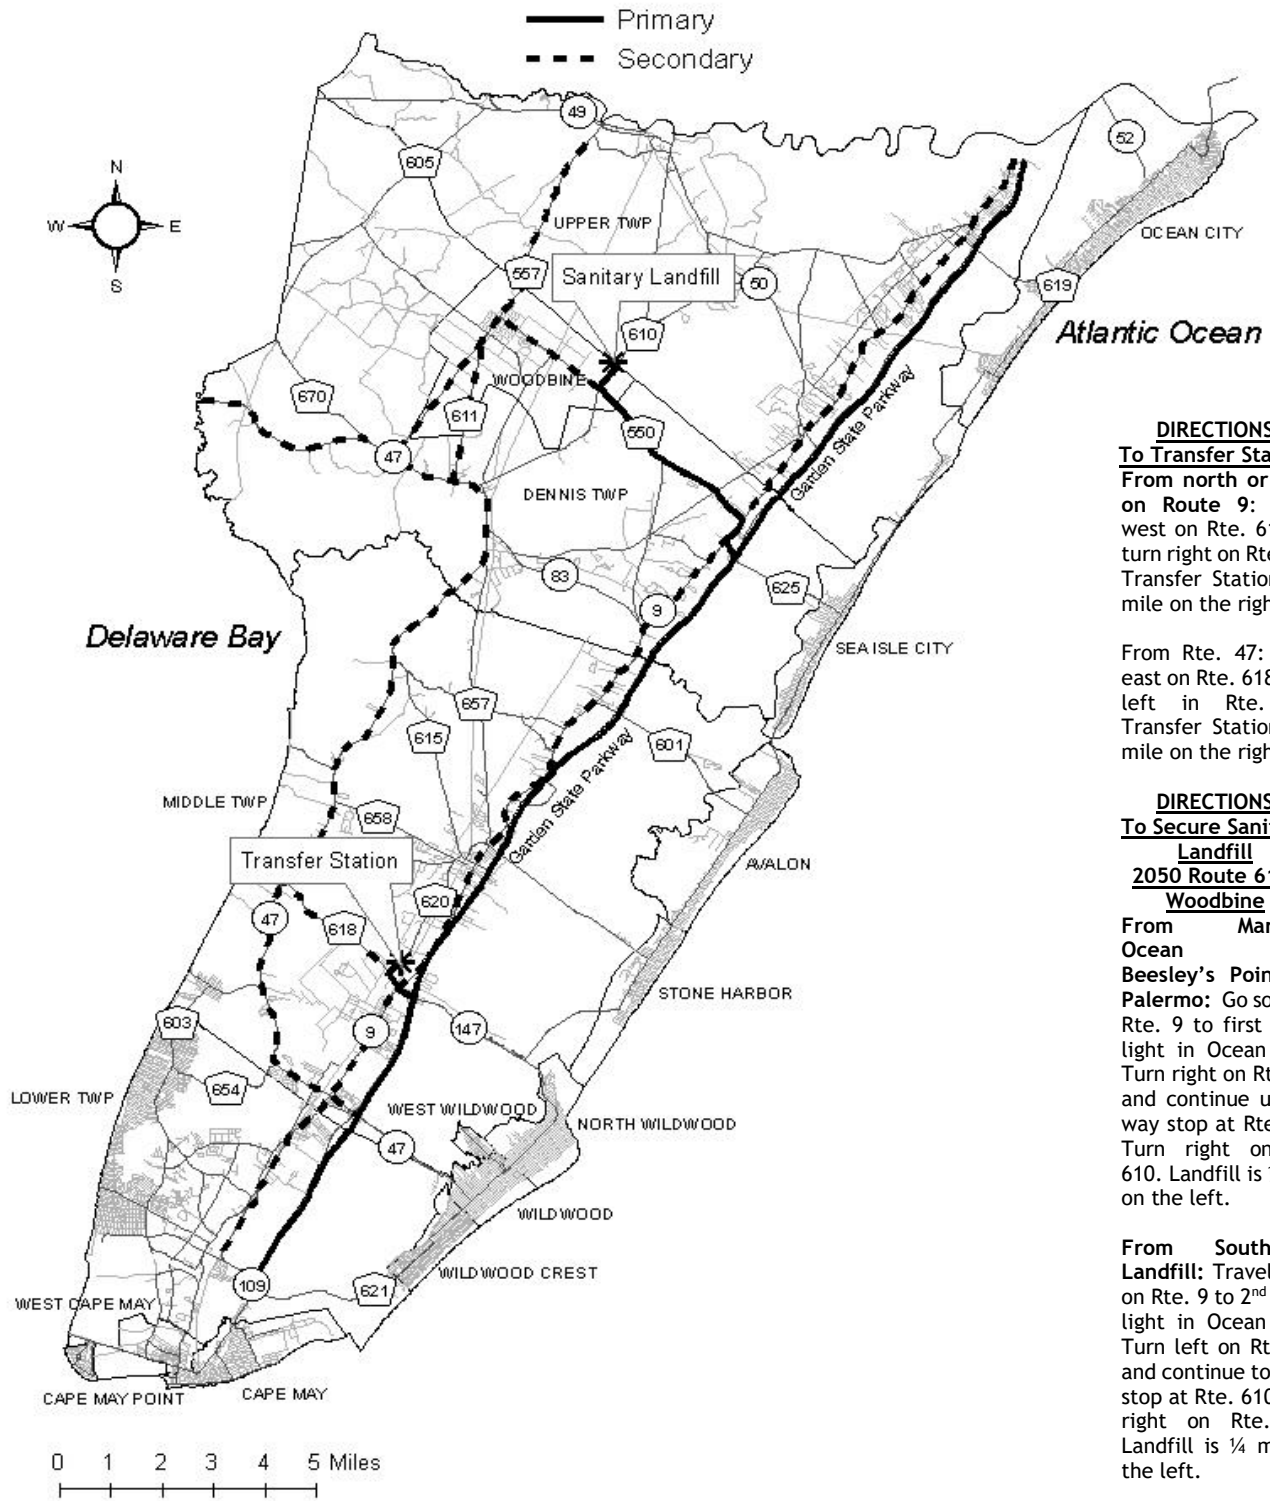 Primary
Secondary
49
52
605
N
W
E
S
UPPER TWP
OCEAN CITY
557
Sanitary Landfill
50
619
610
Atlantic Ocean
WOODBINE
670
611
550
47
Garden State Parkway
DENNIS TWP
83
625
9
Delaware Bay
SEA ISLE CITY
657
615
601
Garden State Parkway
MIDDLE TWP
658
Transfer Station
AVALON
620
47
618
STONE HARBOR
603
9
147
654
LOWER TWP
WEST WILDWOOD
NORTH WILDWOOD
47
WILDWOOD
109
621
WILDWOOD CREST
WEST CAPE MAY
CAPE MAY POINT
CAPE MAY
0 1 2 3 4 5 Miles
DIRECTIONS
To Transfer Sta
From north or
on Route 9:
west on Rte. 6
turn right on Rte
Transfer Station
mile on the righ
From Rte. 47:
east on Rte. 618
left in Rte.
Transfer Station
mile on the righ
DIRECTIONS
To Secure Sani
Landfill
2050 Route 6
Woodbine
From Mar
Ocean
Beesley's Poin
Palermo: Go so
Rte. 9 to first
light in Ocean
Turn right on Rt
and continue u
way stop at Rte
Turn right on
610. Landfill is
on the left.
From South
Landfill: Travel
on Rte. 9 to 2nd
light in Ocean
Turn left on Rt
and continue to
stop at Rte. 610
right on Rte.
Landfill is ¼ m
the left.